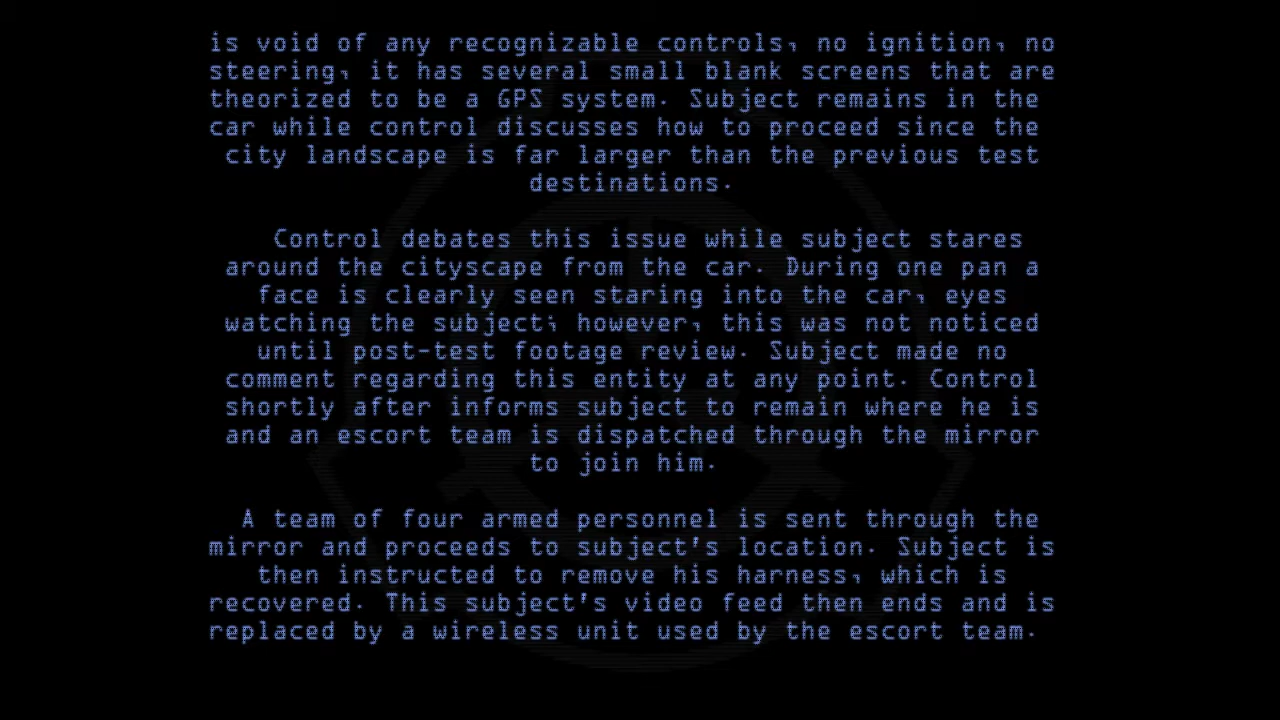 is void of any recognizable controls, no ignition, no
steering, it has several small blank screens that are
theorized to be a GPS system. Subject remains in the
car while control discusses how to proceed since the
city landscape is far larger than the previous test
destinations.
Control debates this issue while subject stares
around the cityscape from the car. During one pan a
face is clearly seen staring into the car, eyes
watching the subject; however, this was not noticed
until post-test footage review. Subject made no
comment regarding this entity at any point. Control
shortly after informs subject to remain where he is
and an escort team is dispatched through the mirror
to join him.
A team of four armed personnel is sent through the
mirror and proceeds to subject's location. Subject is
then instructed to remove his harness, which is
recovered. This subject's video feed then ends and is
replaced by a wireless unit used by the escort team.